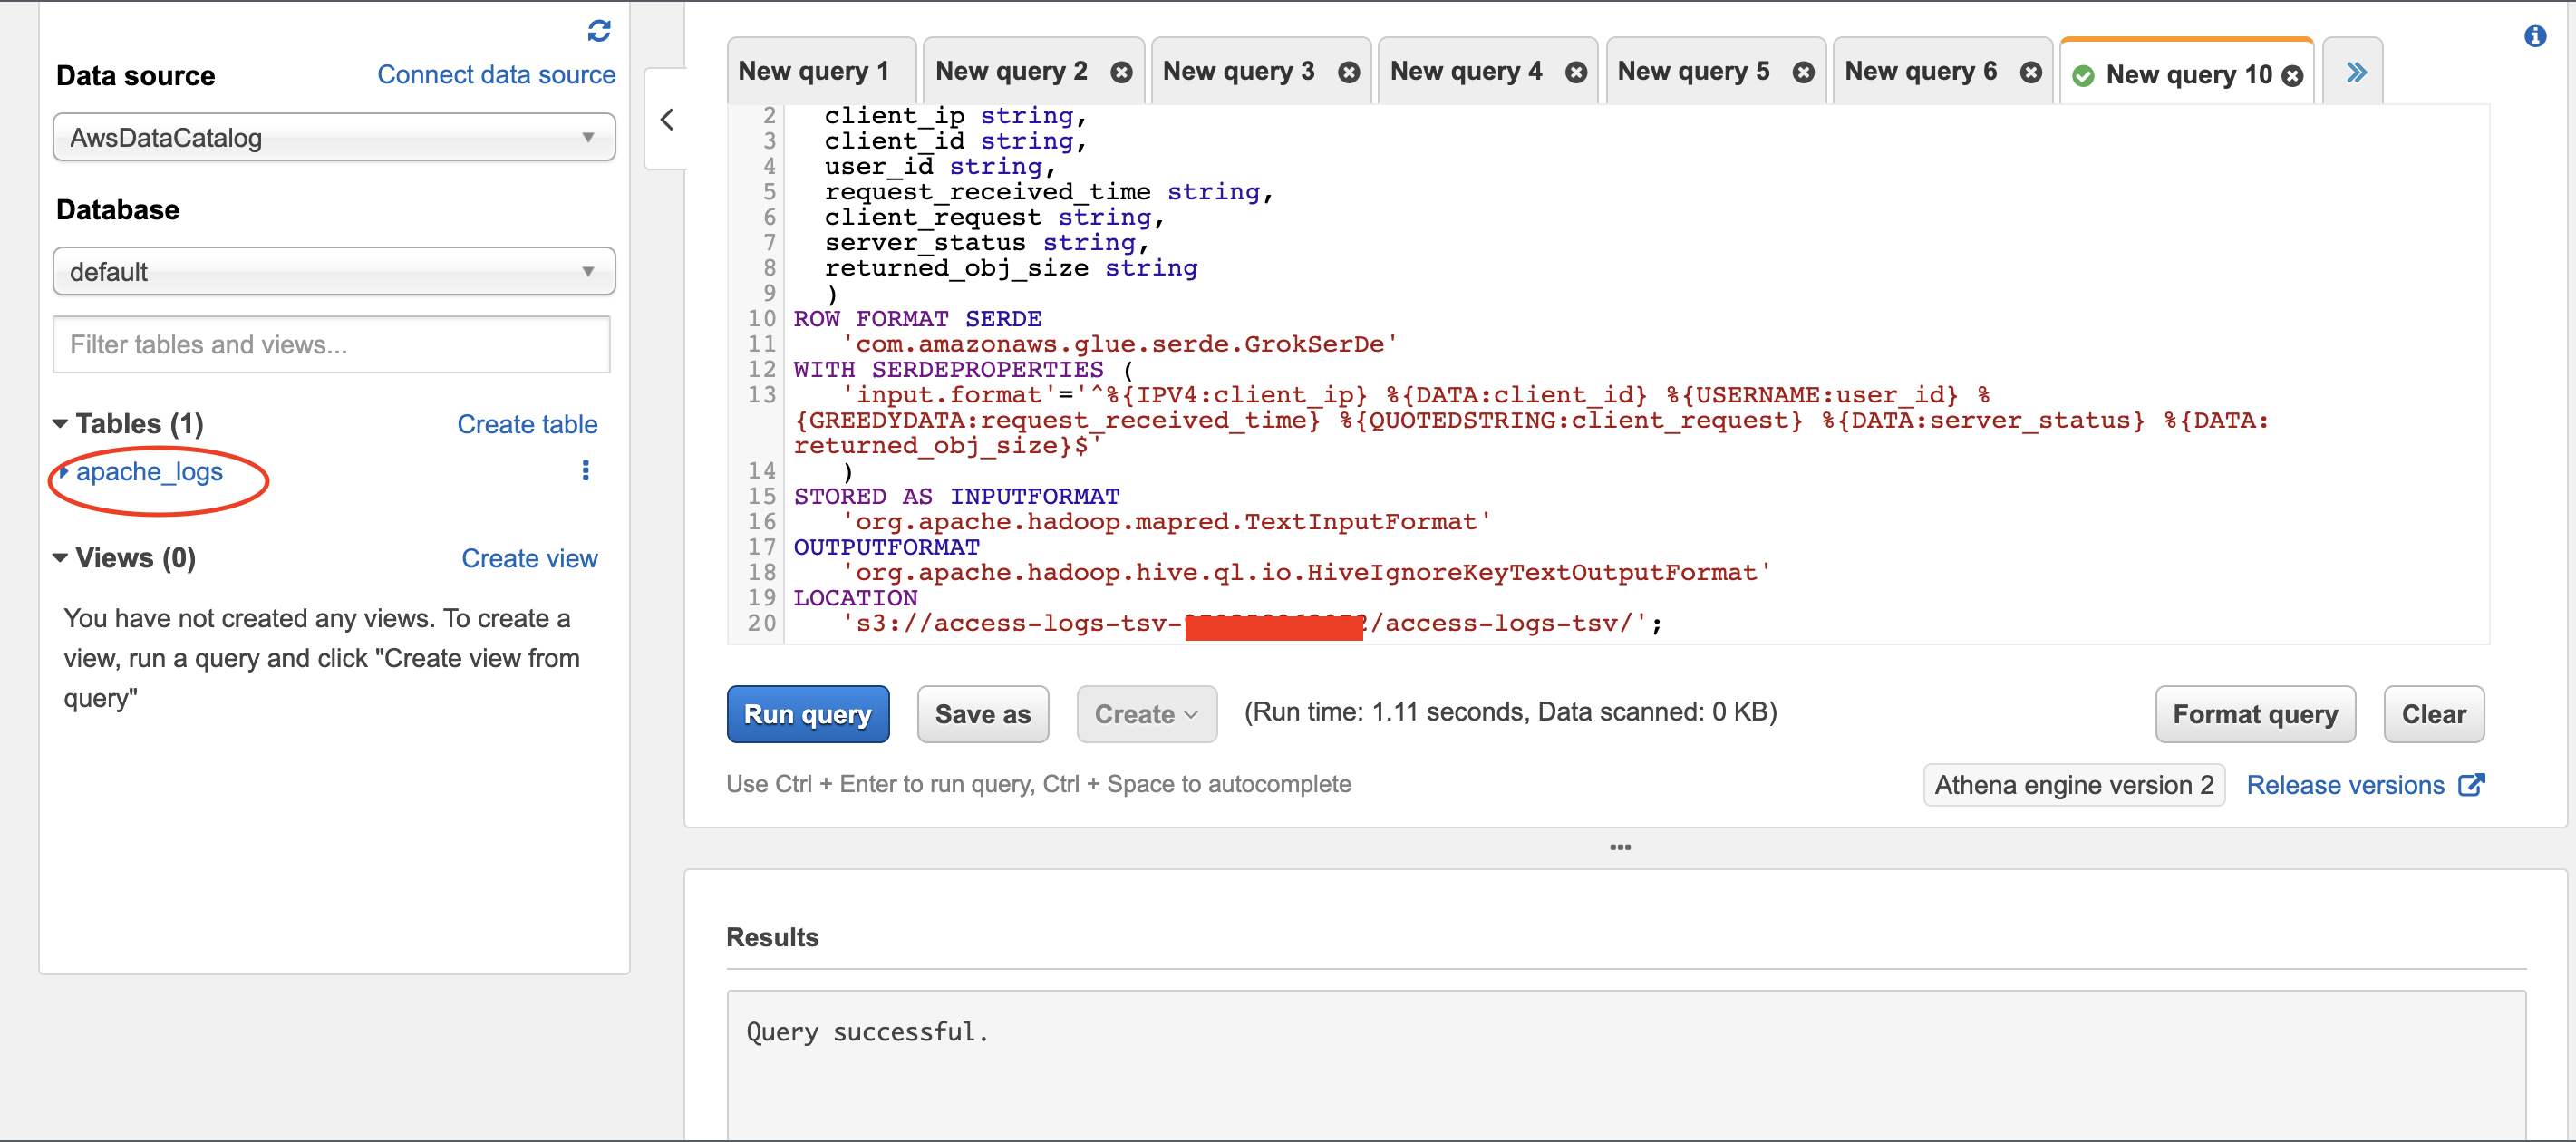 Data source
Connect data source
AwsDataCatalog
Database
default
Filter tables and views...
Tables (1)
Create table
apache_logs
Views (0)
Create view
You have not created any views. To create a
view, run a query and click "Create view from
query"
New query 1
New query 2
New query 3
New query 4
New query 5
New query 6
New query 10
2 client_ip string,
3 client_id string,
4 user_id string,
5 request_received_time string,
6 client_request string,
7 server_status string,
8 returned_obj_size string
9 )
10 ROW FORMAT SERDE
11 'com.amazonaws.glue.serde.GrokSerDe'
12 WITH SERDEPROPERTIES (
13 'input.format'='^%{IPV4:client_ip} %{DATA:client_id} %{USERNAME:user_id} %
{GREEDYDATA:request_received_time} %{QUOTEDSTRING:client_request} %{DATA:server_status} %{DATA:
returned_obj_size}$'
14 )
15 STORED AS INPUTFORMAT
16 'org.apache.hadoop.mapred.TextInputFormat'
17 OUTPUTFORMAT
18 'org.apache.hadoop.hive.ql.io.HiveIgnoreKeyTextOutputFormat'
19 LOCATION
20 's3://access-logs-tsv- /access-logs-tsv/';
Run query
Save as
Create
(Run time: 1.11 seconds, Data scanned: 0 KB)
Format query
Clear
Use Ctrl + Enter to run query, Ctrl + Space to autocomplete
Athena engine version 2
Release versions
Results
Query successful.